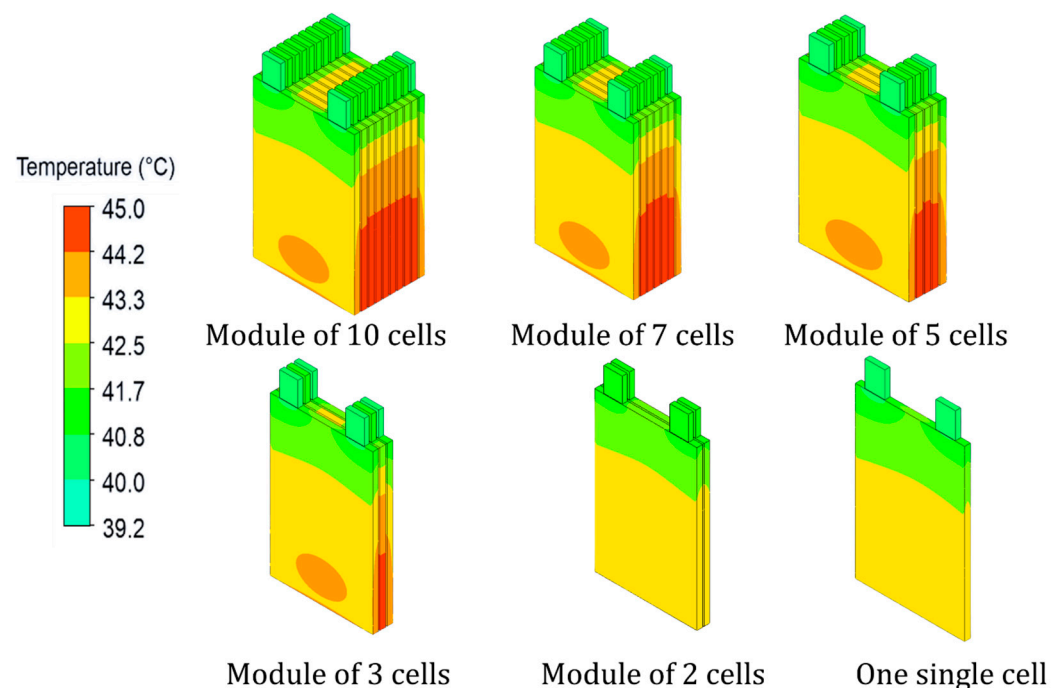 Temperature (°C)
45.0
44.2
43.3
42.5
41.7
40.8
40.0
39.2
Module of 10 cells
Module of 7 cells
Module of 5 cells
Module of 3 cells
Module of 2 cells
One single cell